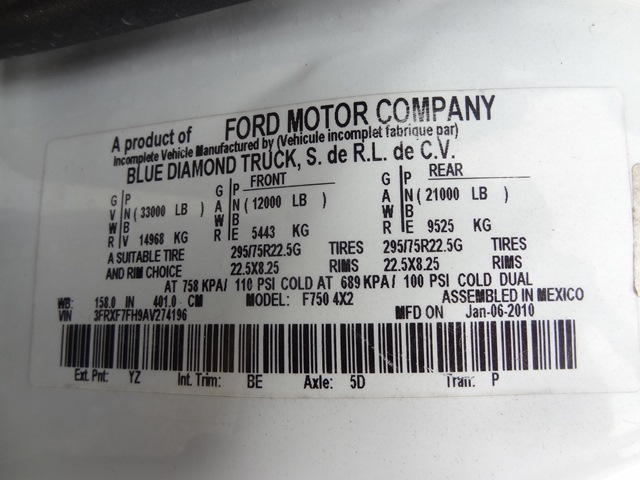 A product of FORD MOTOR COMPANY
Incomplete Vehicle Manufactured by (Vehicule incomplet fabrique par)
BLUE DIAMOND TRUCK, S. de R.L. de C.V.
G P G P FRONT G P REAR
V N (33000 LB) A N (12000 LB) A N (21000 LB)
W B W B W B
R V 14968 KG R E 5443 KG R E 9525 KG
A SUITABLE TIRE 295/75R22.5G TIRES 295/75R22.5G TIRES
AND RIM CHOICE 22.5X8.25 RIMS 22.5X8.25 RIMS
AT 758 KPA/ 110 PSI COLD AT 689 KPA/ 100 PSI COLD DUAL
WB: 158.0 IN 401.0 CM MODEL: F750 4X2 ASSEMBLED IN MEXICO
VIN 3FRXF7FH9AV274196 MFD ON Jan-06-2010
Ext. Pnt: YZ Int. Trim: BE Axle: 5D Tran: P